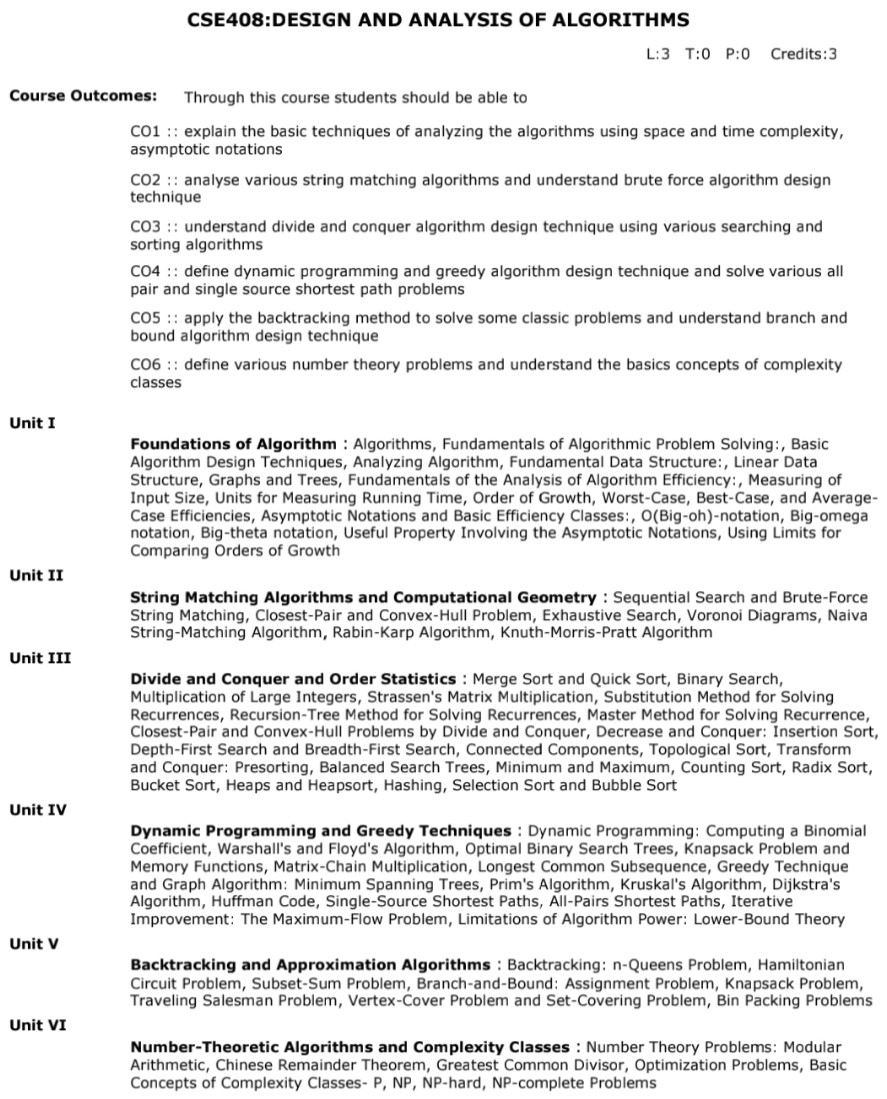 CSE408:DESIGN AND ANALYSIS OF ALGORITHMS
L:3 T:0 P:0 Credits:3
Course Outcomes: Through this course students should be able to
CO1 :: explain the basic techniques of analyzing the algorithms using space and time complexity,
asymptotic notations
CO2 :: analyse various string matching algorithms and understand brute force algorithm design
technique
CO3 :: understand divide and conquer algorithm design technique using various searching and
sorting algorithms
CO4 :: define dynamic programming and greedy algorithm design technique and solve various all
pair and single source shortest path problems
CO5 :: apply the backtracking method to solve some classic problems and understand branch and
bound algorithm design technique
CO6 :: define various number theory problems and understand the basics concepts of complexity
classes
Unit I
Foundations of Algorithm : Algorithms, Fundamentals of Algorithmic Problem Solving:, Basic
Algorithm Design Techniques, Analyzing Algorithm, Fundamental Data Structure:, Linear Data
Structure, Graphs and Trees, Fundamentals of the Analysis of Algorithm Efficiency:, Measuring of
Input Size, Units for Measuring Running Time, Order of Growth, Worst-Case, Best-Case, and Average-
Case Efficiencies, Asymptotic Notations and Basic Efficiency Classes:, O(Big-oh)-notation, Big-omega
notation, Big-theta notation, Useful Property Involving the Asymptotic Notations, Using Limits for
Comparing Orders of Growth
Unit II
String Matching Algorithms and Computational Geometry : Sequential Search and Brute-Force
String Matching, Closest-Pair and Convex-Hull Problem, Exhaustive Search, Voronoi Diagrams, Naiva
String-Matching Algorithm, Rabin-Karp Algorithm, Knuth-Morris-Pratt Algorithm
Unit III
Divide and Conquer and Order Statistics : Merge Sort and Quick Sort, Binary Search,
Multiplication of Large Integers, Strassen's Matrix Multiplication, Substitution Method for Solving
Recurrences, Recursion-Tree Method for Solving Recurrences, Master Method for Solving Recurrence,
Closest-Pair and Convex-Hull Problems by Divide and Conquer, Decrease and Conquer: Insertion Sort,
Depth-First Search and Breadth-First Search, Connected Components, Topological Sort, Transform
and Conquer: Presorting, Balanced Search Trees, Minimum and Maximum, Counting Sort, Radix Sort,
Bucket Sort, Heaps and Heapsort, Hashing, Selection Sort and Bubble Sort
Unit IV
Dynamic Programming and Greedy Techniques : Dynamic Programming: Computing a Binomial
Coefficient, Warshall's and Floyd's Algorithm, Optimal Binary Search Trees, Knapsack Problem and
Memory Functions, Matrix-Chain Multiplication, Longest Common Subsequence, Greedy Technique
and Graph Algorithm: Minimum Spanning Trees, Prim's Algorithm, Kruskal's Algorithm, Dijkstra's
Algorithm, Huffman Code, Single-Source Shortest Paths, All-Pairs Shortest Paths, Iterative
Improvement: The Maximum-Flow Problem, Limitations of Algorithm Power: Lower-Bound Theory
Unit V
Backtracking and Approximation Algorithms : Backtracking: n-Queens Problem, Hamiltonian
Circuit Problem, Subset-Sum Problem, Branch-and-Bound: Assignment Problem, Knapsack Problem,
Traveling Salesman Problem, Vertex-Cover Problem and Set-Covering Problem, Bin Packing Problems
Unit VI
Number-Theoretic Algorithms and Complexity Classes : Number Theory Problems: Modular
Arithmetic, Chinese Remainder Theorem, Greatest Common Divisor, Optimization Problems, Basic
Concepts of Complexity Classes- P, NP, NP-hard, NP-complete Problems